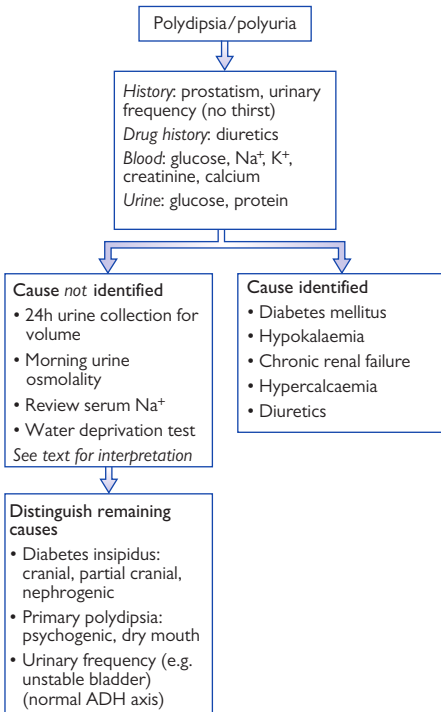 Polydipsia/polyuria
History: prostatism, urinary
frequency (no thirst)
Drug history: diuretics
Blood: glucose, Na⁺, K⁺,
creatinine, calcium
Urine: glucose, protein
Cause not identified
• 24h urine collection for
volume
• Morning urine
osmolality
• Review serum Na⁺
• Water deprivation test
See text for interpretation
Cause identified
• Diabetes mellitus
• Hypokalaemia
• Chronic renal failure
• Hypercalcaemia
• Diuretics
Distinguish remaining
causes
• Diabetes insipidus:
cranial, partial cranial,
nephrogenic
• Primary polydipsia:
psychogenic, dry mouth
• Urinary frequency (e.g.
unstable bladder)
(normal ADH axis)